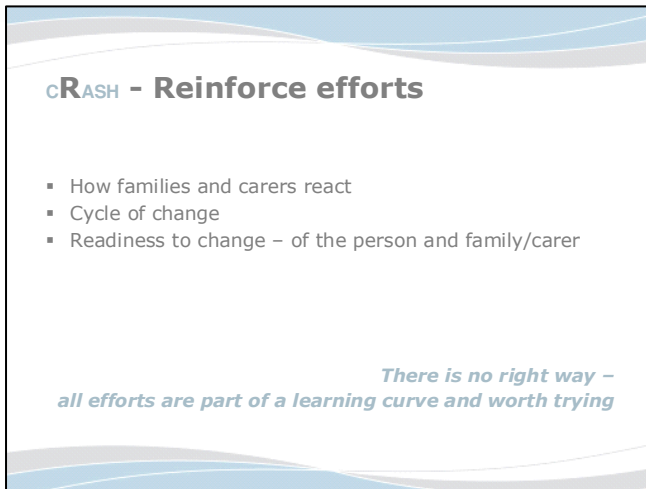 cRASH - Reinforce efforts
▪ How families and carers react
▪ Cycle of change
▪ Readiness to change – of the person and family/carer
There is no right way –
all efforts are part of a learning curve and worth trying